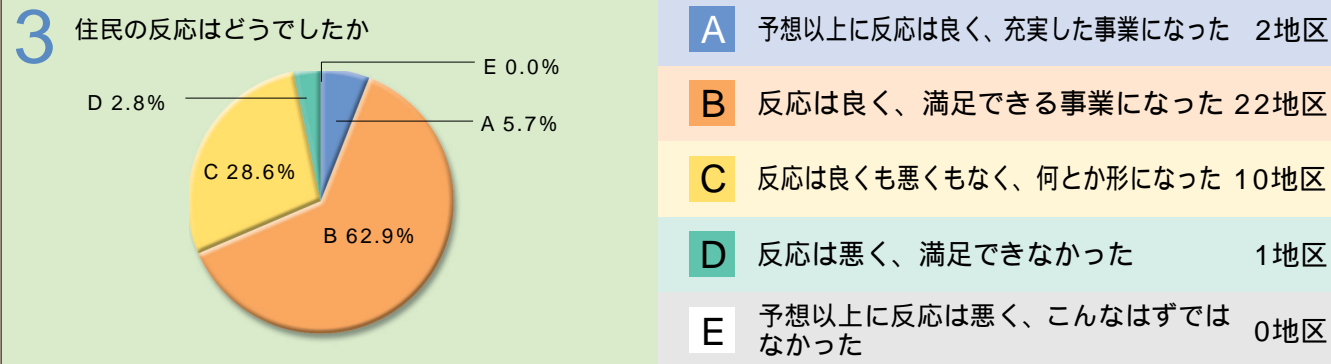 3 住民の反応はどうでしたか
E 0.0%
D 2.8%
A 5.7%
C 28.6%
B 62.9%
A 予想以上に反応は良く、充実した事業になった 2地区
B 反応は良く、満足できる事業になった 22地区
C 反応は良くも悪くもなく、何とか形になった 10地区
D 反応は悪く、満足できなかった 1地区
E 予想以上に反応は悪く、こんなはずでは
なかった 0地区